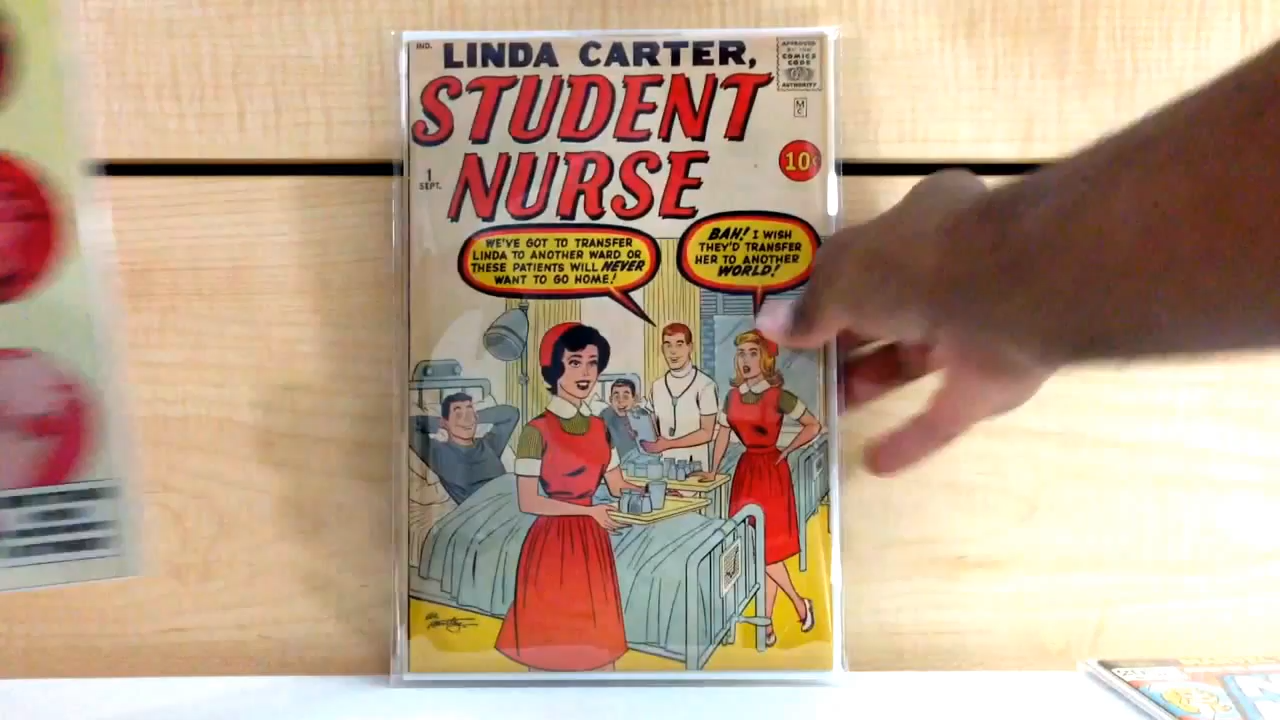 IND.
LINDA CARTER,
STUDENT
NURSE
APPROVED
BY THE
COMICS
CODE
AUTHORITY
M
C
10¢
1
SEPT.
WE'VE GOT TO TRANSFER
LINDA TO ANOTHER WARD OR
THESE PATIENTS WILL NEVER
WANT TO GO HOME!
BAH! I WISH
THEY'D TRANSFER
HER TO ANOTHER
WORLD!